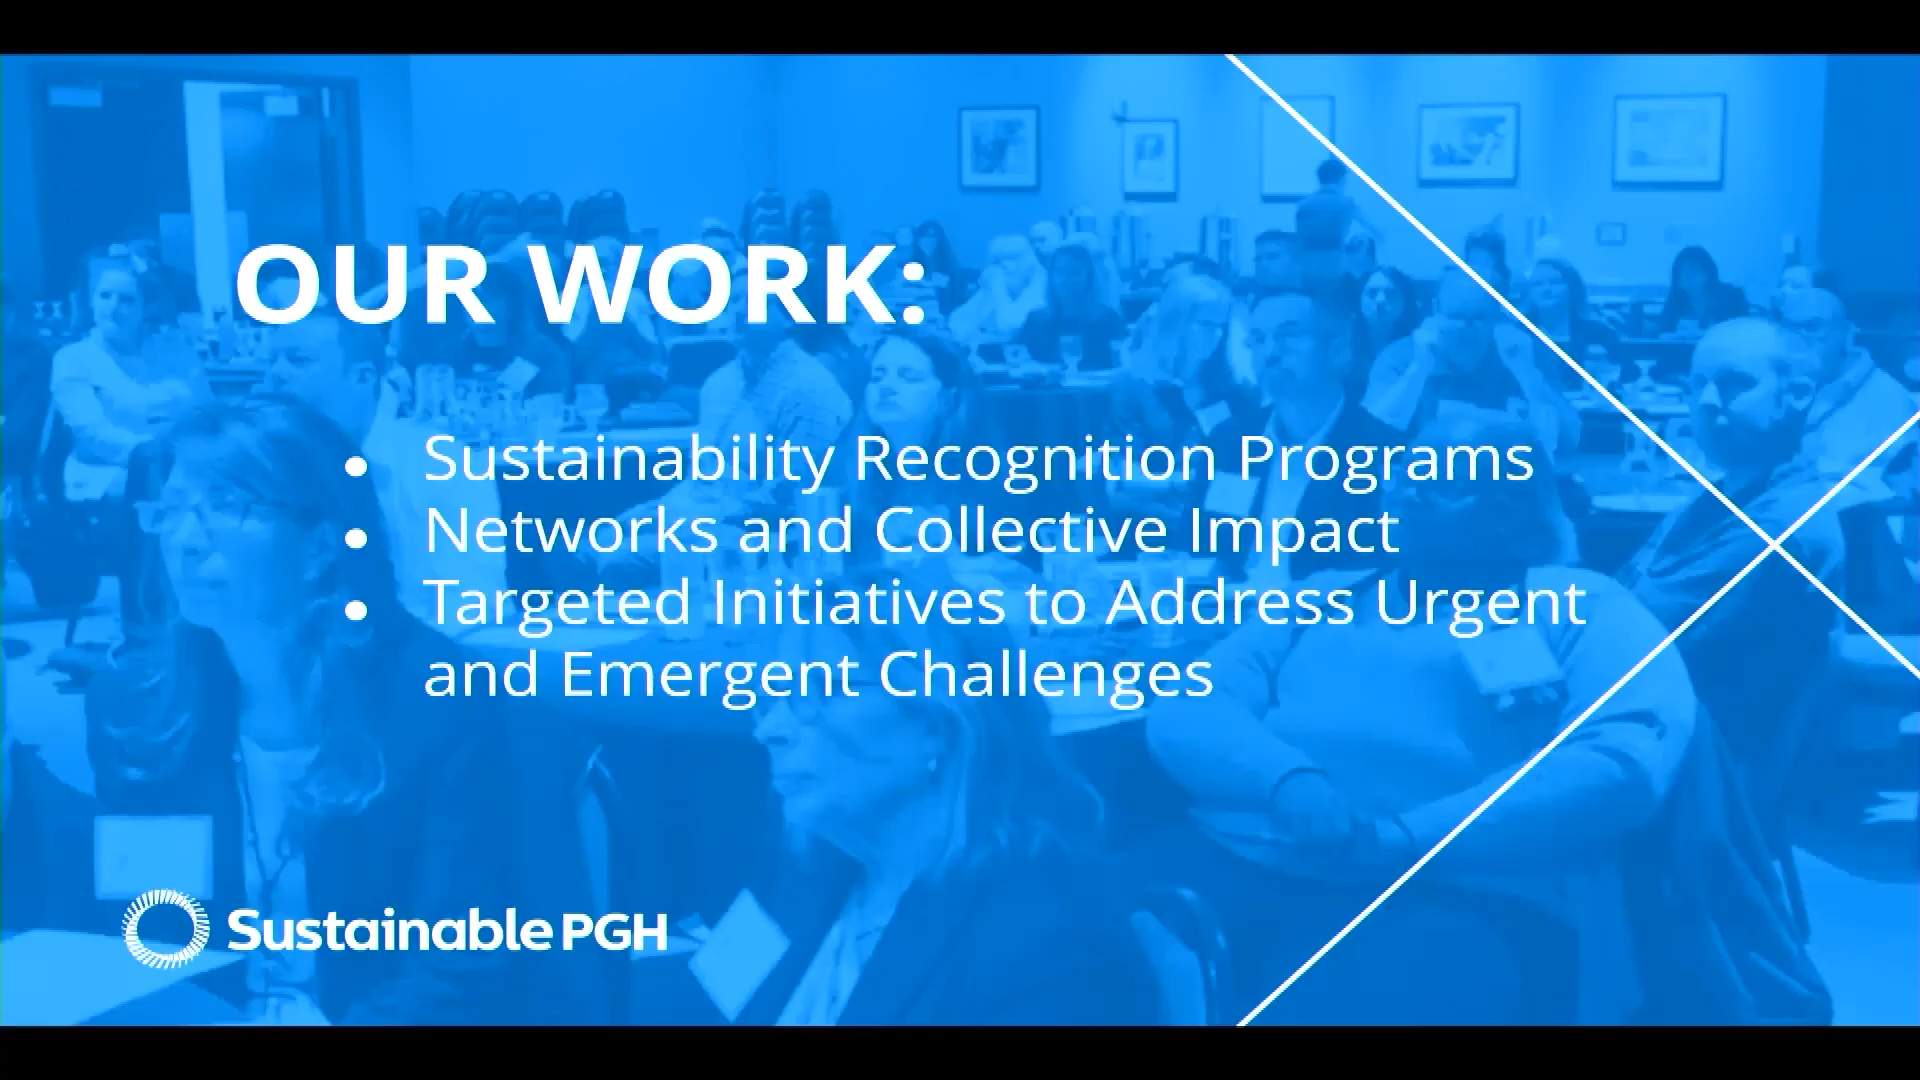 OUR WORK:
● Sustainability Recognition Programs
● Networks and Collective Impact
● Targeted Initiatives to Address Urgent
and Emergent Challenges
Sustainable PGH